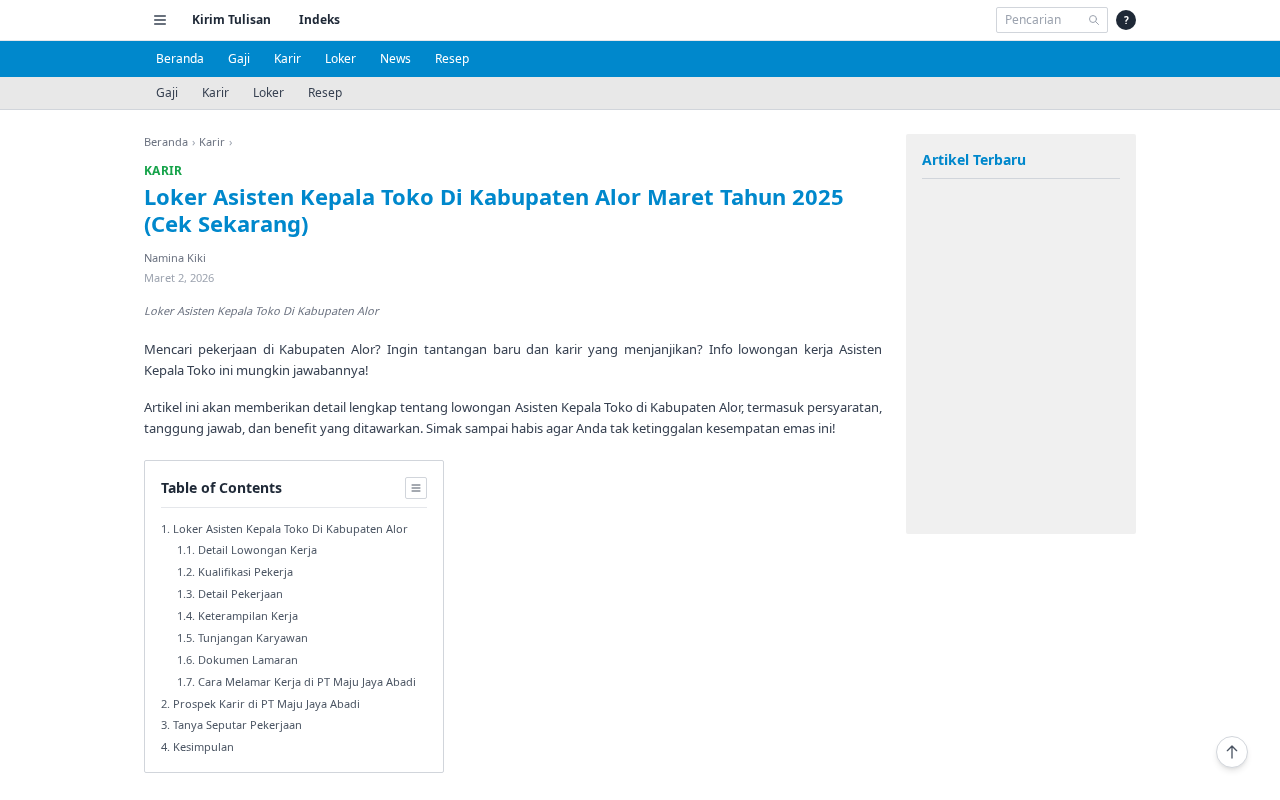 Kirim Tulisan
Indeks
Pencarian
?
Beranda
Gaji
Karir
Loker
News
Resep
Gaji
Karir
Loker
Resep
Beranda › Karir ›
KARIR
Loker Asisten Kepala Toko Di Kabupaten Alor Maret Tahun 2025
(Cek Sekarang)
Namina Kiki
Maret 2, 2026
Loker Asisten Kepala Toko Di Kabupaten Alor
Mencari pekerjaan di Kabupaten Alor? Ingin tantangan baru dan karir yang menjanjikan? Info lowongan kerja Asisten
Kepala Toko ini mungkin jawabannya!
Artikel ini akan memberikan detail lengkap tentang lowongan Asisten Kepala Toko di Kabupaten Alor, termasuk persyaratan,
tanggung jawab, dan benefit yang ditawarkan. Simak sampai habis agar Anda tak ketinggalan kesempatan emas ini!
Table of Contents
1. Loker Asisten Kepala Toko Di Kabupaten Alor
1.1. Detail Lowongan Kerja
1.2. Kualifikasi Pekerja
1.3. Detail Pekerjaan
1.4. Keterampilan Kerja
1.5. Tunjangan Karyawan
1.6. Dokumen Lamaran
1.7. Cara Melamar Kerja di PT Maju Jaya Abadi
2. Prospek Karir di PT Maju Jaya Abadi
3. Tanya Seputar Pekerjaan
4. Kesimpulan
Artikel Terbaru